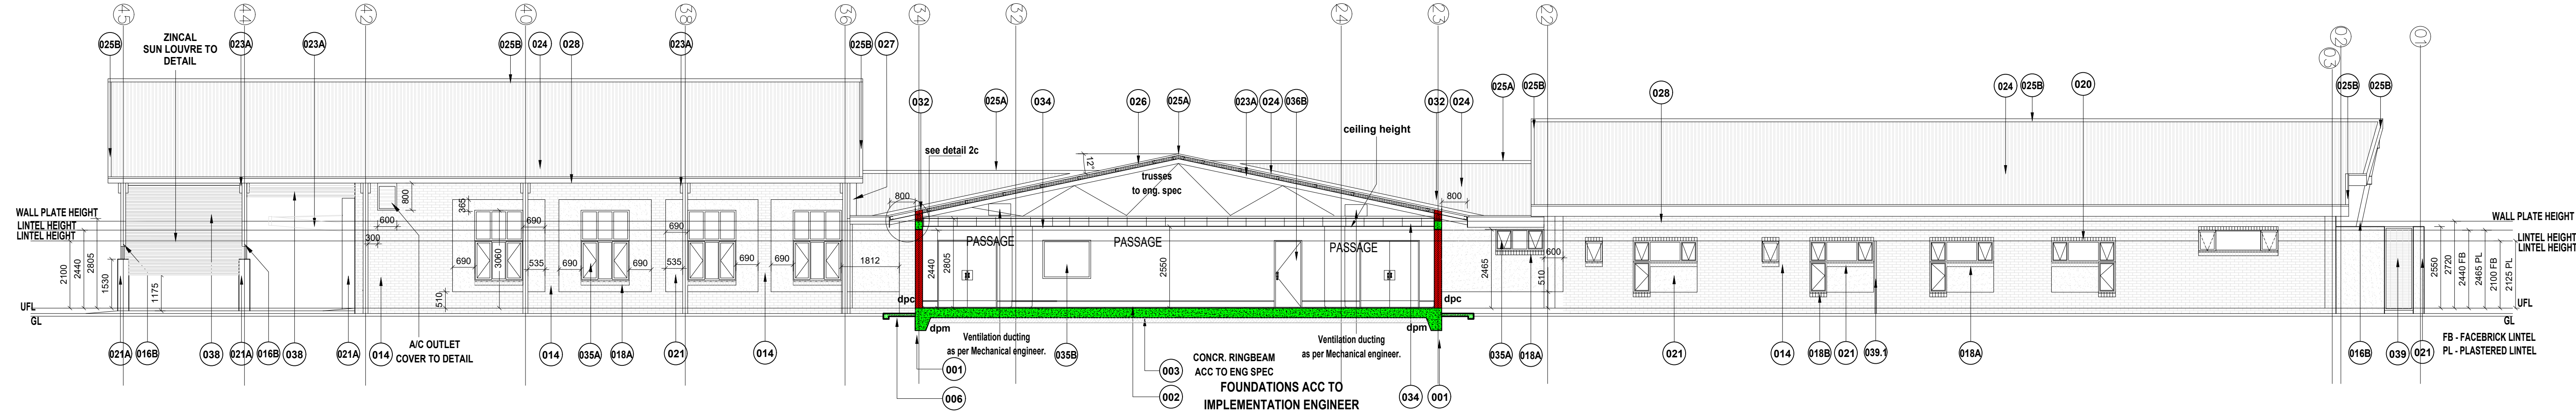 45
44
42
40
38
36
34
32
24
23
22
03
02
01
025B
ZINCAL
SUN LOUVRE TO
DETAIL
023A
023A
025B
024
028
023A
025B
027
032
025A
034
026
025A
023A
024
036B
032
024
025A
025B
028
024
025B
020
025B
025B
see detail 2c
ceiling height
12°
trusses
to eng. spec
800
800
WALL PLATE HEIGHT
LINTEL HEIGHT
LINTEL HEIGHT
2100
2440
2805
1530
1175
300
600
800
365
690
690
3060
535
690
690
690
535
690
690
510
1812
2440
2805
PASSAGE
PASSAGE
PASSAGE
2550
2465
600
510
WALL PLATE HEIGHT
LINTEL HEIGHT
LINTEL HEIGHT
2550
2720
2440 FB
2465 PL
2100 FB
2125 PL
UFL
GL
dpc
dpc
dpm
dpm
UFL
GL
021A
016B
038
021A
016B
038
021A
014
A/C OUTLET
COVER TO DETAIL
014
035A
018A
021
014
Ventilation ducting
as per Mechanical engineer.
035B
CONCR. RINGBEAM
ACC TO ENG SPEC
Ventilation ducting
as per Mechanical engineer.
001
006
003
002
FOUNDATIONS ACC TO
IMPLEMENTATION ENGINEER
034
001
035A
018A
021
014
018B
021
039.1
018A
016B
039
021
FB - FACEBRICK LINTEL
PL - PLASTERED LINTEL